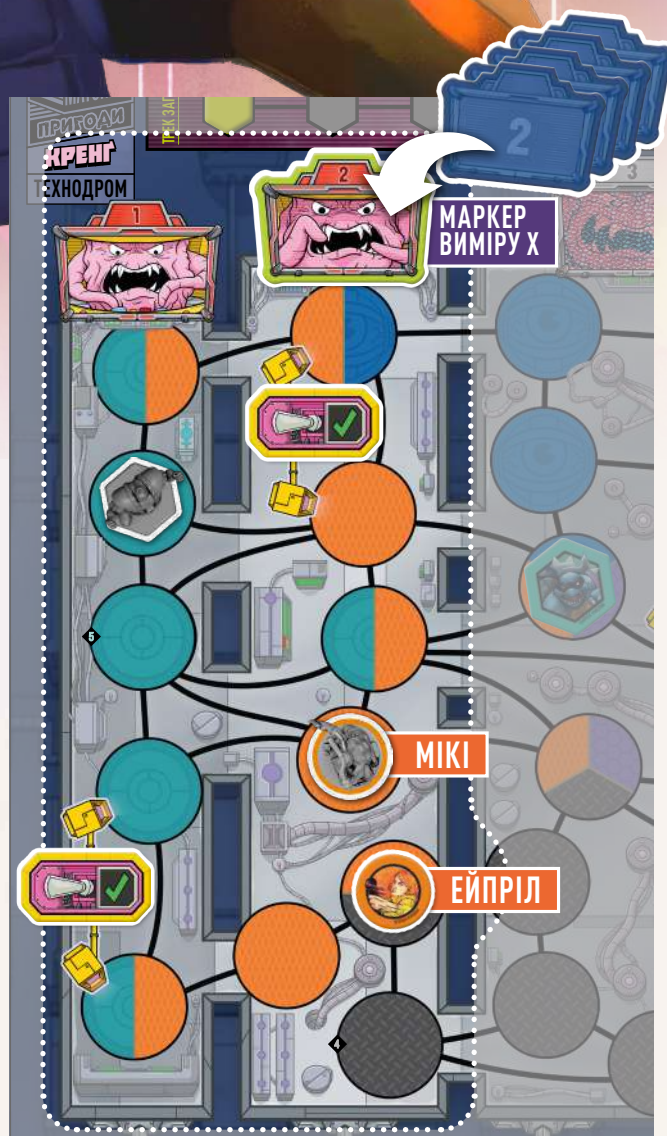 2
ПРИГОДИ
КРЕНГ
ТЕХНОДРОМ
1
2
3
МАРКЕР
ВИМІРУ X
5
МІКІ
ЕЙПРІЛ
4